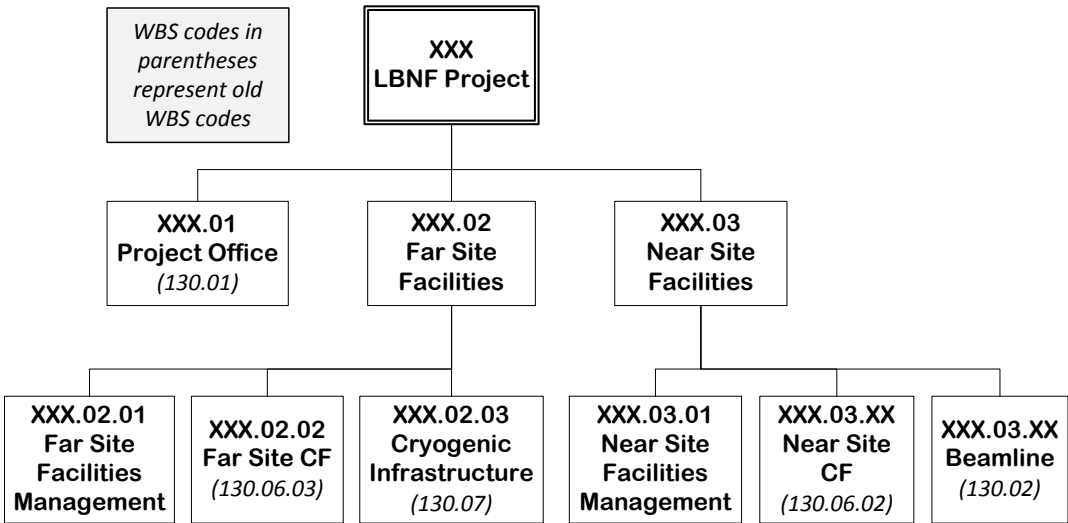 WBS codes in
parentheses
represent old
WBS codes
XXX
LBNF Project
XXX.01
Project Office
(130.01)
XXX.02
Far Site
Facilities
XXX.03
Near Site
Facilities
XXX.02.01
Far Site
Facilities
Management
XXX.02.02
Far Site CF
(130.06.03)
XXX.02.03
Cryogenic
Infrastructure
(130.07)
XXX.03.01
Near Site
Facilities
Management
XXX.03.XX
Near Site
CF
(130.06.02)
XXX.03.XX
Beamline
(130.02)